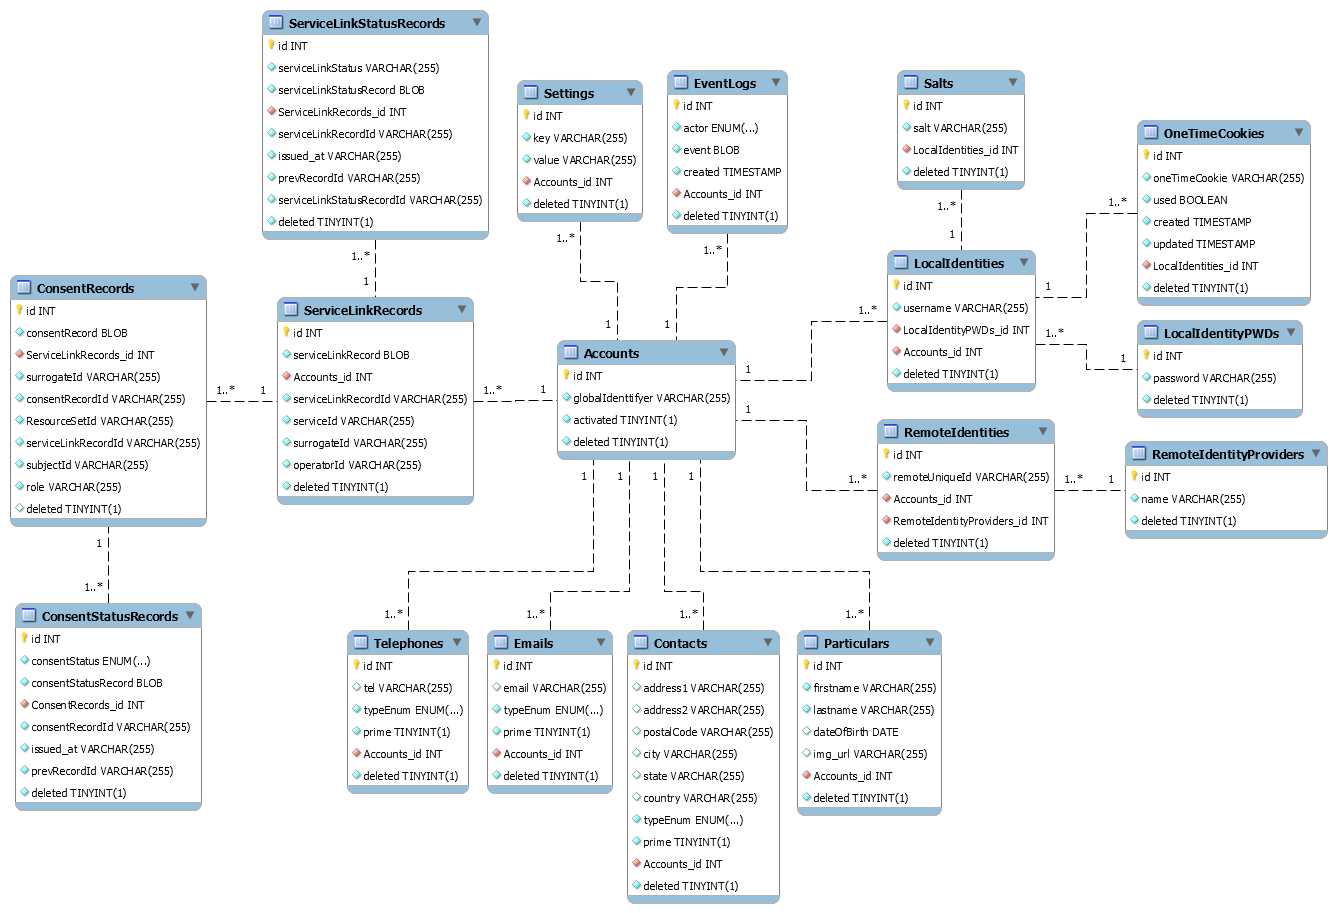 ServiceLinkStatusRecords
id INT
serviceLinkStatus VARCHAR(255)
serviceLinkStatusRecord BLOB
ServiceLinkRecords_id INT
serviceLinkRecordId VARCHAR(255)
issued_at VARCHAR(255)
prevRecordId VARCHAR(255)
serviceLinkStatusRecordId VARCHAR(255)
deleted TINYINT(1)
1..*
1
Settings
id INT
key VARCHAR(255)
value VARCHAR(255)
Accounts_id INT
deleted TINYINT(1)
1..*
1
EventLogs
id INT
actor ENUM(...)
event BLOB
created TIMESTAMP
Accounts_id INT
deleted TINYINT(1)
1..*
1
Salts
id INT
salt VARCHAR(255)
LocalIdentities_id INT
deleted TINYINT(1)
1..*
1
OneTimeCookies
id INT
oneTimeCookie VARCHAR(255)
used BOOLEAN
created TIMESTAMP
updated TIMESTAMP
LocalIdentities_id INT
deleted TINYINT(1)
1..*
1
ConsentRecords
id INT
consentRecord BLOB
ServiceLinkRecords_id INT
surrogateId VARCHAR(255)
consentRecordId VARCHAR(255)
ResourceSetId VARCHAR(255)
serviceLinkRecordId VARCHAR(255)
subjectId VARCHAR(255)
role VARCHAR(255)
deleted TINYINT(1)
1..*
1
ServiceLinkRecords
id INT
serviceLinkRecord BLOB
Accounts_id INT
serviceLinkRecordId VARCHAR(255)
serviceId VARCHAR(255)
surrogateId VARCHAR(255)
operatorId VARCHAR(255)
deleted TINYINT(1)
1..*
1
Accounts
id INT
globalIdenttifyer VARCHAR(255)
activated TINYINT(1)
deleted TINYINT(1)
1
1..*
LocalIdentities
id INT
username VARCHAR(255)
LocalIdentityPWDs_id INT
Accounts_id INT
deleted TINYINT(1)
1..*
1
LocalIdentityPWDs
id INT
password VARCHAR(255)
deleted TINYINT(1)
1
1..*
RemoteIdentities
id INT
remoteUniqueId VARCHAR(255)
Accounts_id INT
RemoteIdentityProviders_id INT
deleted TINYINT(1)
1..*
1
RemoteIdentityProviders
id INT
name VARCHAR(255)
deleted TINYINT(1)
1
1..*
ConsentStatusRecords
id INT
consentStatus ENUM(...)
consentStatusRecord BLOB
ConsentRecords_id INT
consentRecordId VARCHAR(255)
issued_at VARCHAR(255)
prevRecordId VARCHAR(255)
deleted TINYINT(1)
1
1..*
Telephones
id INT
tel VARCHAR(255)
typeEnum ENUM(...)
prime TINYINT(1)
Accounts_id INT
deleted TINYINT(1)
1
1..*
Emails
id INT
email VARCHAR(255)
typeEnum ENUM(...)
prime TINYINT(1)
Accounts_id INT
deleted TINYINT(1)
1
1..*
Contacts
id INT
address1 VARCHAR(255)
address2 VARCHAR(255)
postalCode VARCHAR(255)
city VARCHAR(255)
state VARCHAR(255)
country VARCHAR(255)
typeEnum ENUM(...)
prime TINYINT(1)
Accounts_id INT
deleted TINYINT(1)
1
1..*
Particulars
id INT
firstname VARCHAR(255)
lastname VARCHAR(255)
dateOfBirth DATE
img_url VARCHAR(255)
Accounts_id INT
deleted TINYINT(1)